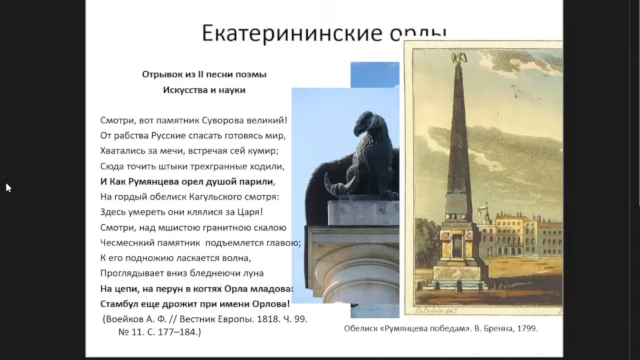 Екатерининские орлы
Отрывок из II песни поэмы
Искусства и науки
Смотри, вот памятник Суворова великий!
От рабства Русские спасать готовясь мир,
Хватались за мечи, встречая сей кумир;
Сюда точить штыки трехгранные ходили,
И Как Румянцева орел душой парили,
На гордый обелиск Кагульского смотря:
Здесь умереть они клялися за Царя!
Смотри, над мшистою гранитною скалою
Чесмеснкий памятник подъемлется главою;
К его подножию ласкается волна,
Проглядывает вниз бледнеючи луна
На цепи, на перун в когтях Орла младова:
Стамбул еще дрожит при имени Орлова!
(Воейков А. Ф. // Вестник Европы. 1818. Ч. 99.
№ 11. С. 177–184.)
Обелиск «Румянцева победам». В. Бренна, 1799.